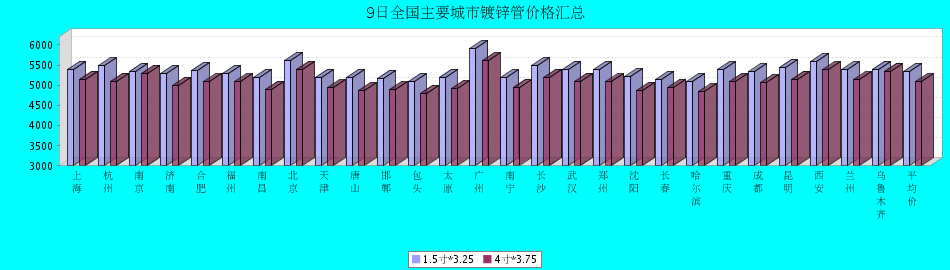 9日全国主要城市镀锌管价格汇总
6000
5500
5000
4500
4000
3500
3000
上海 杭州 南京 济南 合肥 福州 南昌 北京 天津 唐山 邯郸 包头 太原 广州 南宁 长沙 武汉 郑州 沈阳 长春 哈尔滨 重庆 成都 昆明 西安 兰州 乌鲁木齐 平均价
1.5寸*3.25 4寸*3.75